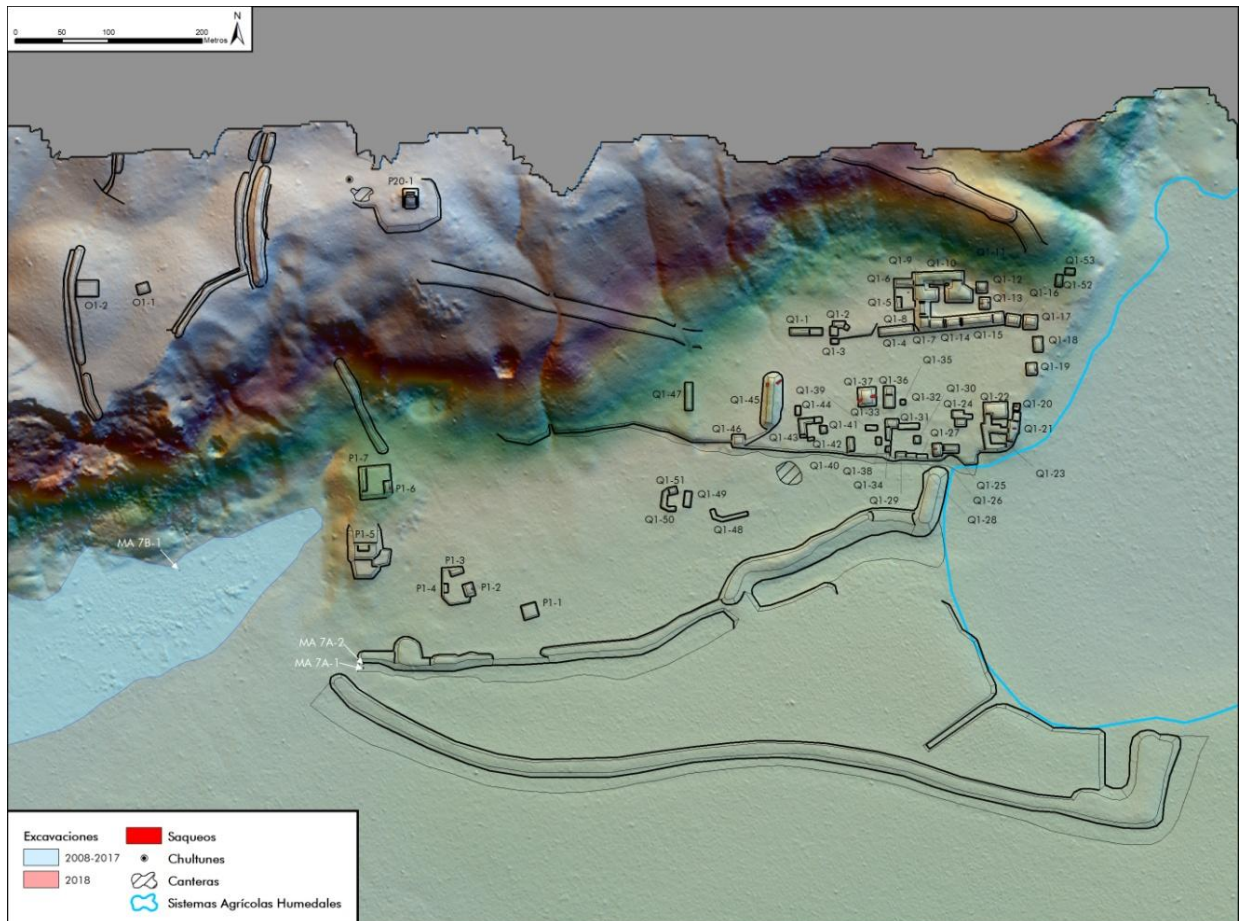 N
0 50 100 200
Metros
P20-1
Q1-11
Q1-9 Q1-10 Q1-53
Q1-6 Q1-12
Q1-16 Q1-52
O1-2 O1-1
Q1-5 Q1-13
Q1-1 Q1-2 Q1-8 Q1-17
Q1-3 Q1-4 Q1-7 Q1-14 Q1-15
Q1-18
Q1-35
Q1-19
Q1-37 Q1-36
Q1-47 Q1-45 Q1-39 Q1-30
Q1-44 Q1-32 Q1-24 Q1-22 Q1-20
Q1-33
Q1-41 Q1-31
Q1-46 Q1-43 Q1-21
Q1-42 Q1-27
P1-7
Q1-40 Q1-38 Q1-23
P1-6 Q1-34 Q1-25
Q1-51 Q1-49 Q1-29 Q1-26
Q1-50 Q1-48 Q1-28
P1-5
MA 7B-1
P1-3
P1-4 P1-2
P1-1
MA 7A-2
MA 7A-1
Excavaciones
2008-2017
2018
Saqueos
Chultunes
Canteras
Sistemas Agrícolas Humedales